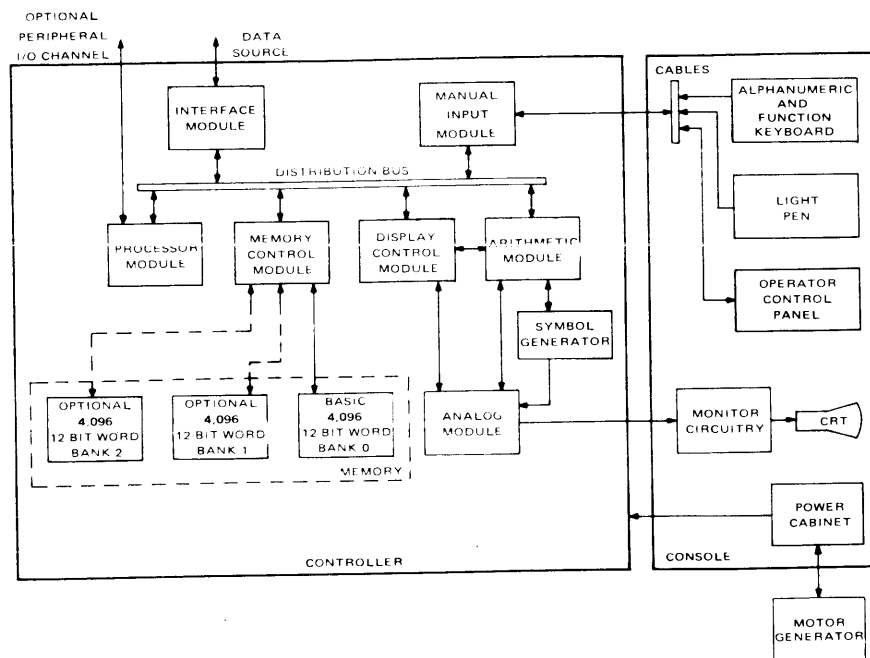 OPTIONAL
PERIPHERAL
I/O CHANNEL
DATA
SOURCE
INTERFACE
MODULE
MANUAL
INPUT
MODULE
DISTRIBUTION BUS
PROCESSOR
MODULE
MEMORY
CONTROL
MODULE
DISPLAY
CONTROL
MODULE
ARITHMETIC
MODULE
SYMBOL
GENERATOR
OPTIONAL
4,096
12 BIT WORD
BANK 2
OPTIONAL
4,096
12 BIT WORD
BANK 1
BASIC
4,096
12 BIT WORD
BANK 0
MEMORY
ANALOG
MODULE
CONTROLLER
CABLES
ALPHANUMERIC
AND
FUNCTION
KEYBOARD
LIGHT
PEN
OPERATOR
CONTROL
PANEL
MONITOR
CIRCUITRY
CRT
POWER
CABINET
CONSOLE
MOTOR
GENERATOR